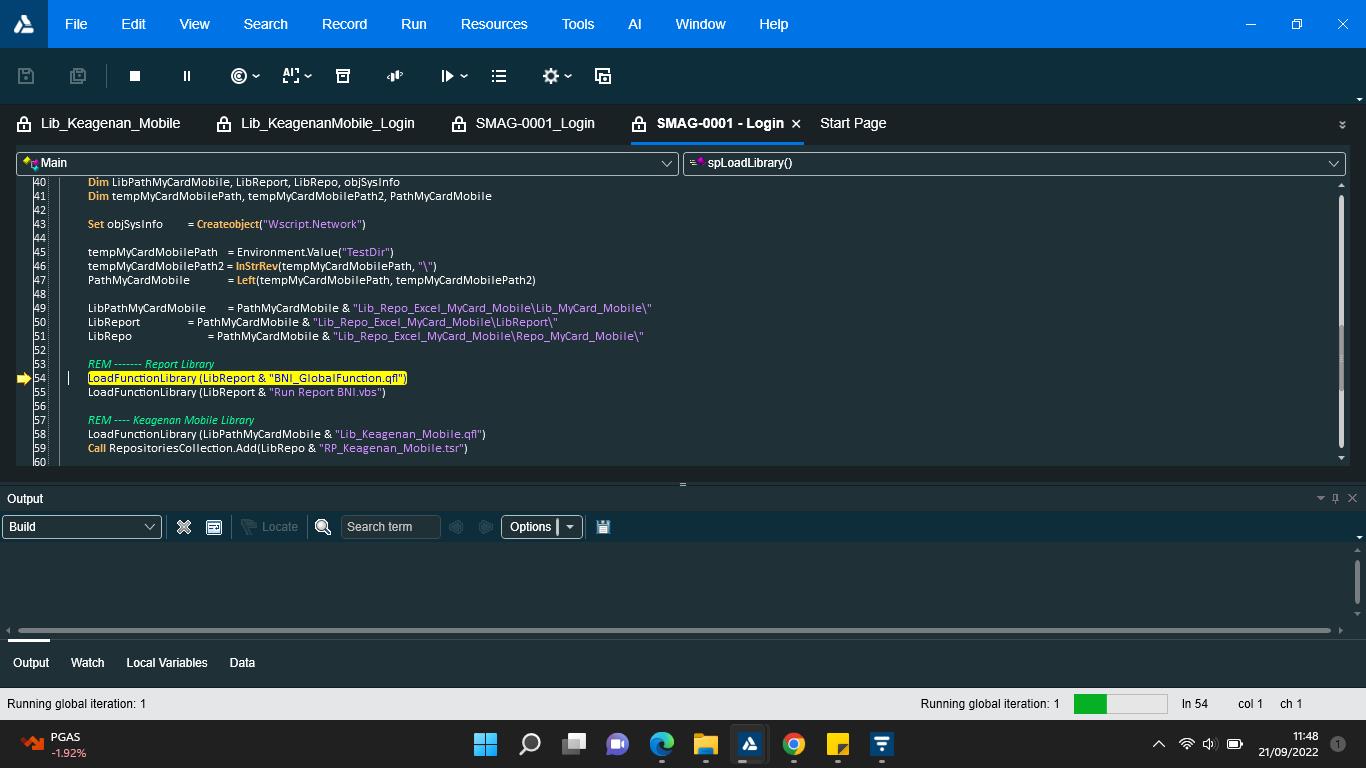 File Edit View Search Record Run Resources Tools AI Window Help
Lib_Keagenan_Mobile Lib_KeagenanMobile_Login SMAG-0001_Login SMAG-0001 - Login Start Page
Main spLoadLibrary()
40 Dim LibPathMyCardMobile, LibReport, LibRepo, objSysInfo
41 Dim tempMyCardMobilePath, tempMyCardMobilePath2, PathMyCardMobile
42
43 Set objSysInfo = Createobject("Wscript.Network")
44
45 tempMyCardMobilePath = Environment.Value("TestDir")
46 tempMyCardMobilePath2 = InStrRev(tempMyCardMobilePath, "\")
47 PathMyCardMobile = Left(tempMyCardMobilePath, tempMyCardMobilePath2)
48
49 LibPathMyCardMobile = PathMyCardMobile & "Lib_Repo_Excel_MyCard_Mobile\Lib_MyCard_Mobile\"
50 LibReport = PathMyCardMobile & "Lib_Repo_Excel_MyCard_Mobile\LibReport\"
51 LibRepo = PathMyCardMobile & "Lib_Repo_Excel_MyCard_Mobile\Repo_MyCard_Mobile\"
52
53 REM ------- Report Library
54 LoadFunctionLibrary (LibReport & "BNI_GlobalFunction.qfl")
55 LoadFunctionLibrary (LibReport & "Run Report BNI.vbs")
56
57 REM ---- Keagenan Mobile Library
58 LoadFunctionLibrary (LibPathMyCardMobile & "Lib_Keagenan_Mobile.qfl")
59 Call RepositoriesCollection.Add(LibRepo & "RP_Keagenan_Mobile.tsr")
60
Output
Build Locate Search term Options
Output Watch Local Variables Data
Running global iteration: 1 Running global iteration: 1 ln 54 col 1 ch 1
PGAS
-1.92%
11:48
21/09/2022
1